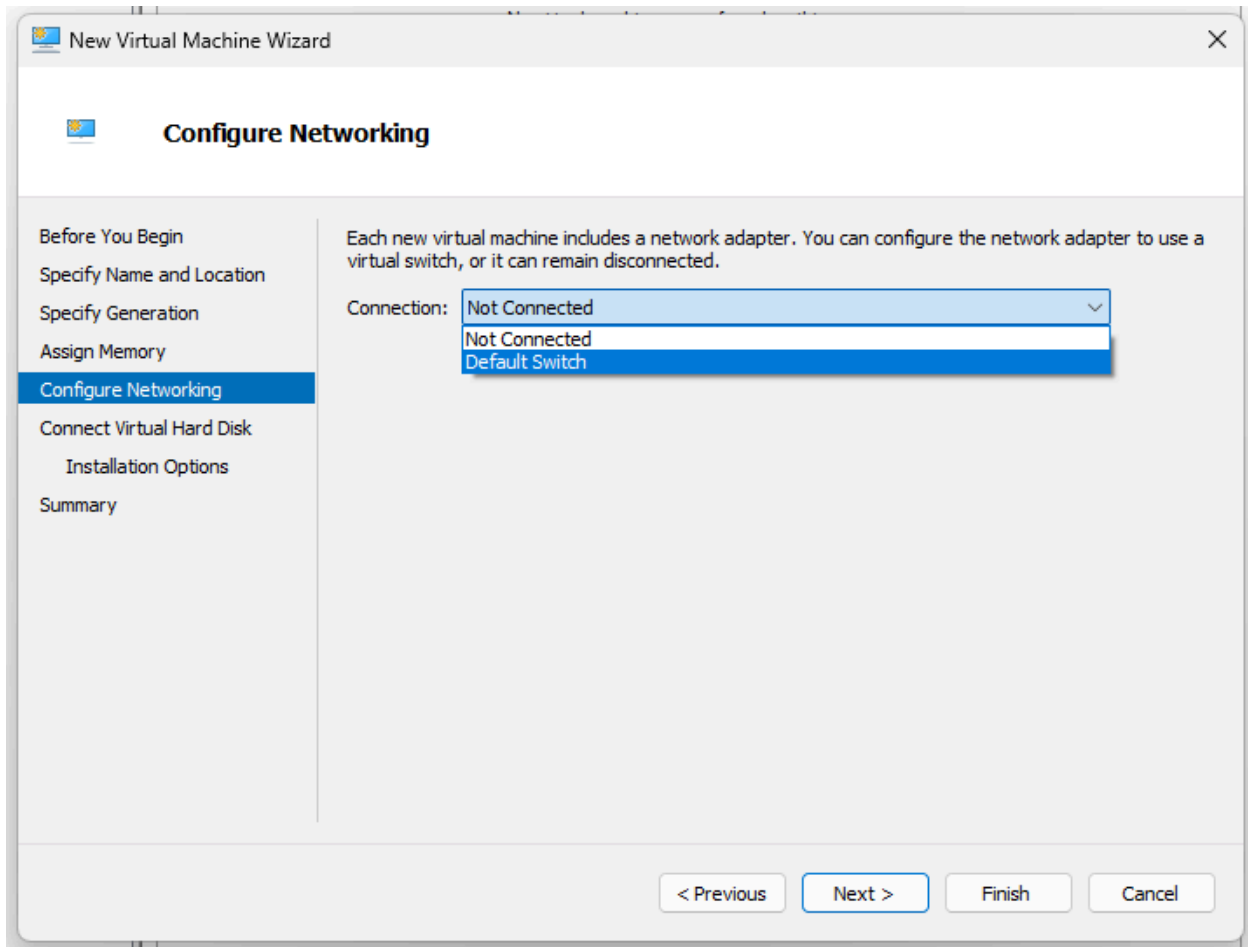 New Virtual Machine Wizard
Configure Networking
Before You Begin
Specify Name and Location
Specify Generation
Assign Memory
Configure Networking
Connect Virtual Hard Disk
Installation Options
Summary
Each new virtual machine includes a network adapter. You can configure the network adapter to use a
virtual switch, or it can remain disconnected.
Connection: Not Connected
Not Connected
Default Switch
< Previous Next > Finish Cancel